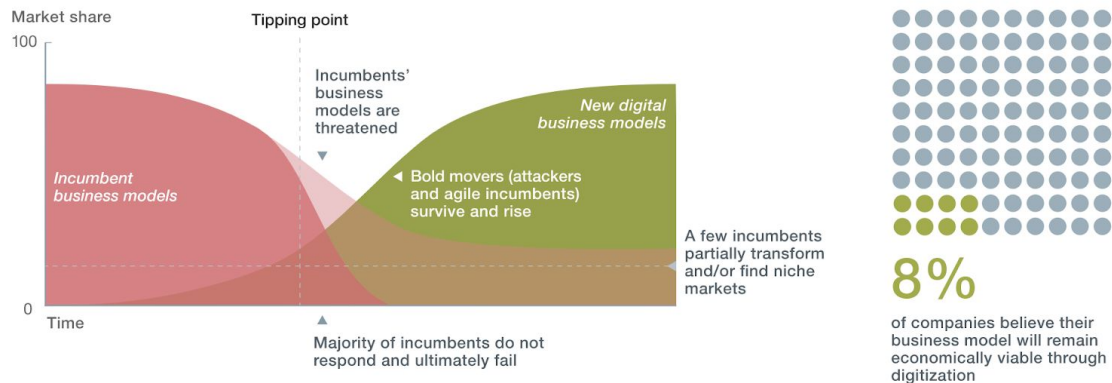 Market share
Tipping point
100
Incumbents’
business
models are
threatened
New digital
business models
Incumbent
business models
Bold movers (attackers
and agile incumbents)
survive and rise
A few incumbents
partially transform
and/or find niche
markets
0
Time
Majority of incumbents do not
respond and ultimately fail
8%
of companies believe their
business model will remain
economically viable through
digitization